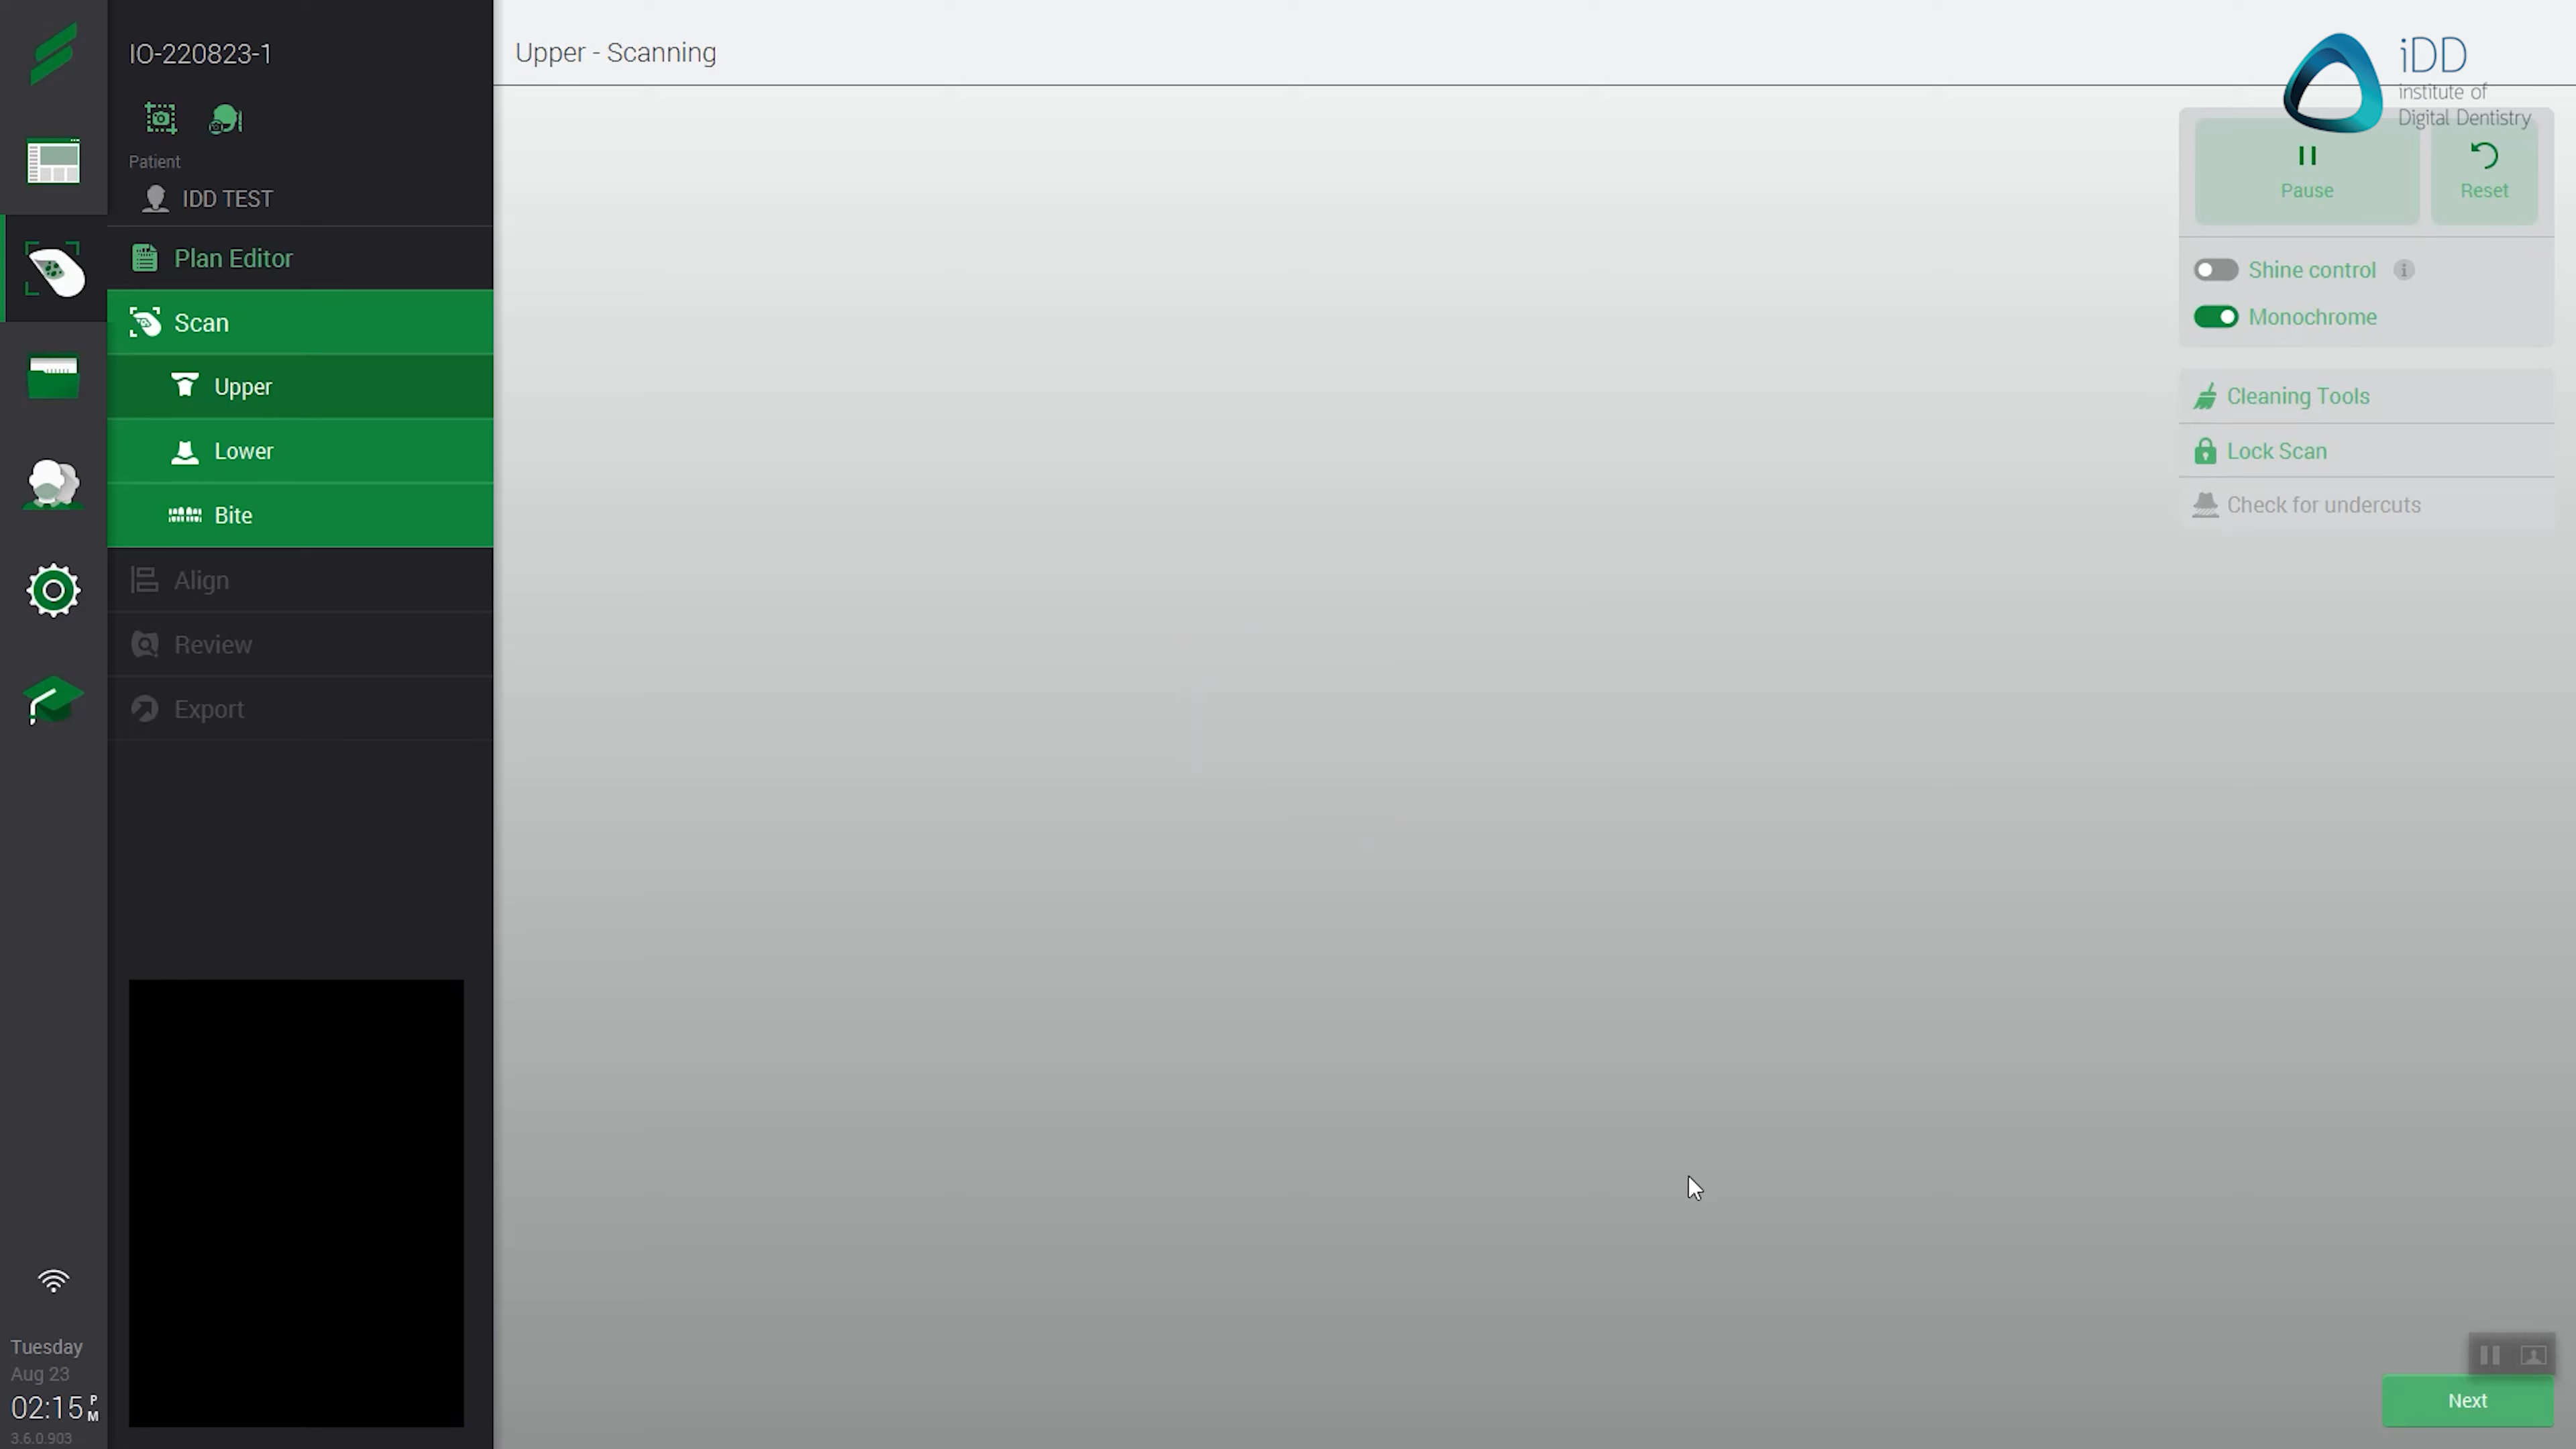 IO-220823-1
Patient
IDD TEST
Plan Editor
Scan
Upper
Lower
Bite
Align
Review
Export
Tuesday
Aug 23
02:15 PM
3.6.0.903
Upper - Scanning
iDD
institute of
Digital Dentistry
Pause
Reset
Shine control
Monochrome
Cleaning Tools
Lock Scan
Check for undercuts
Next